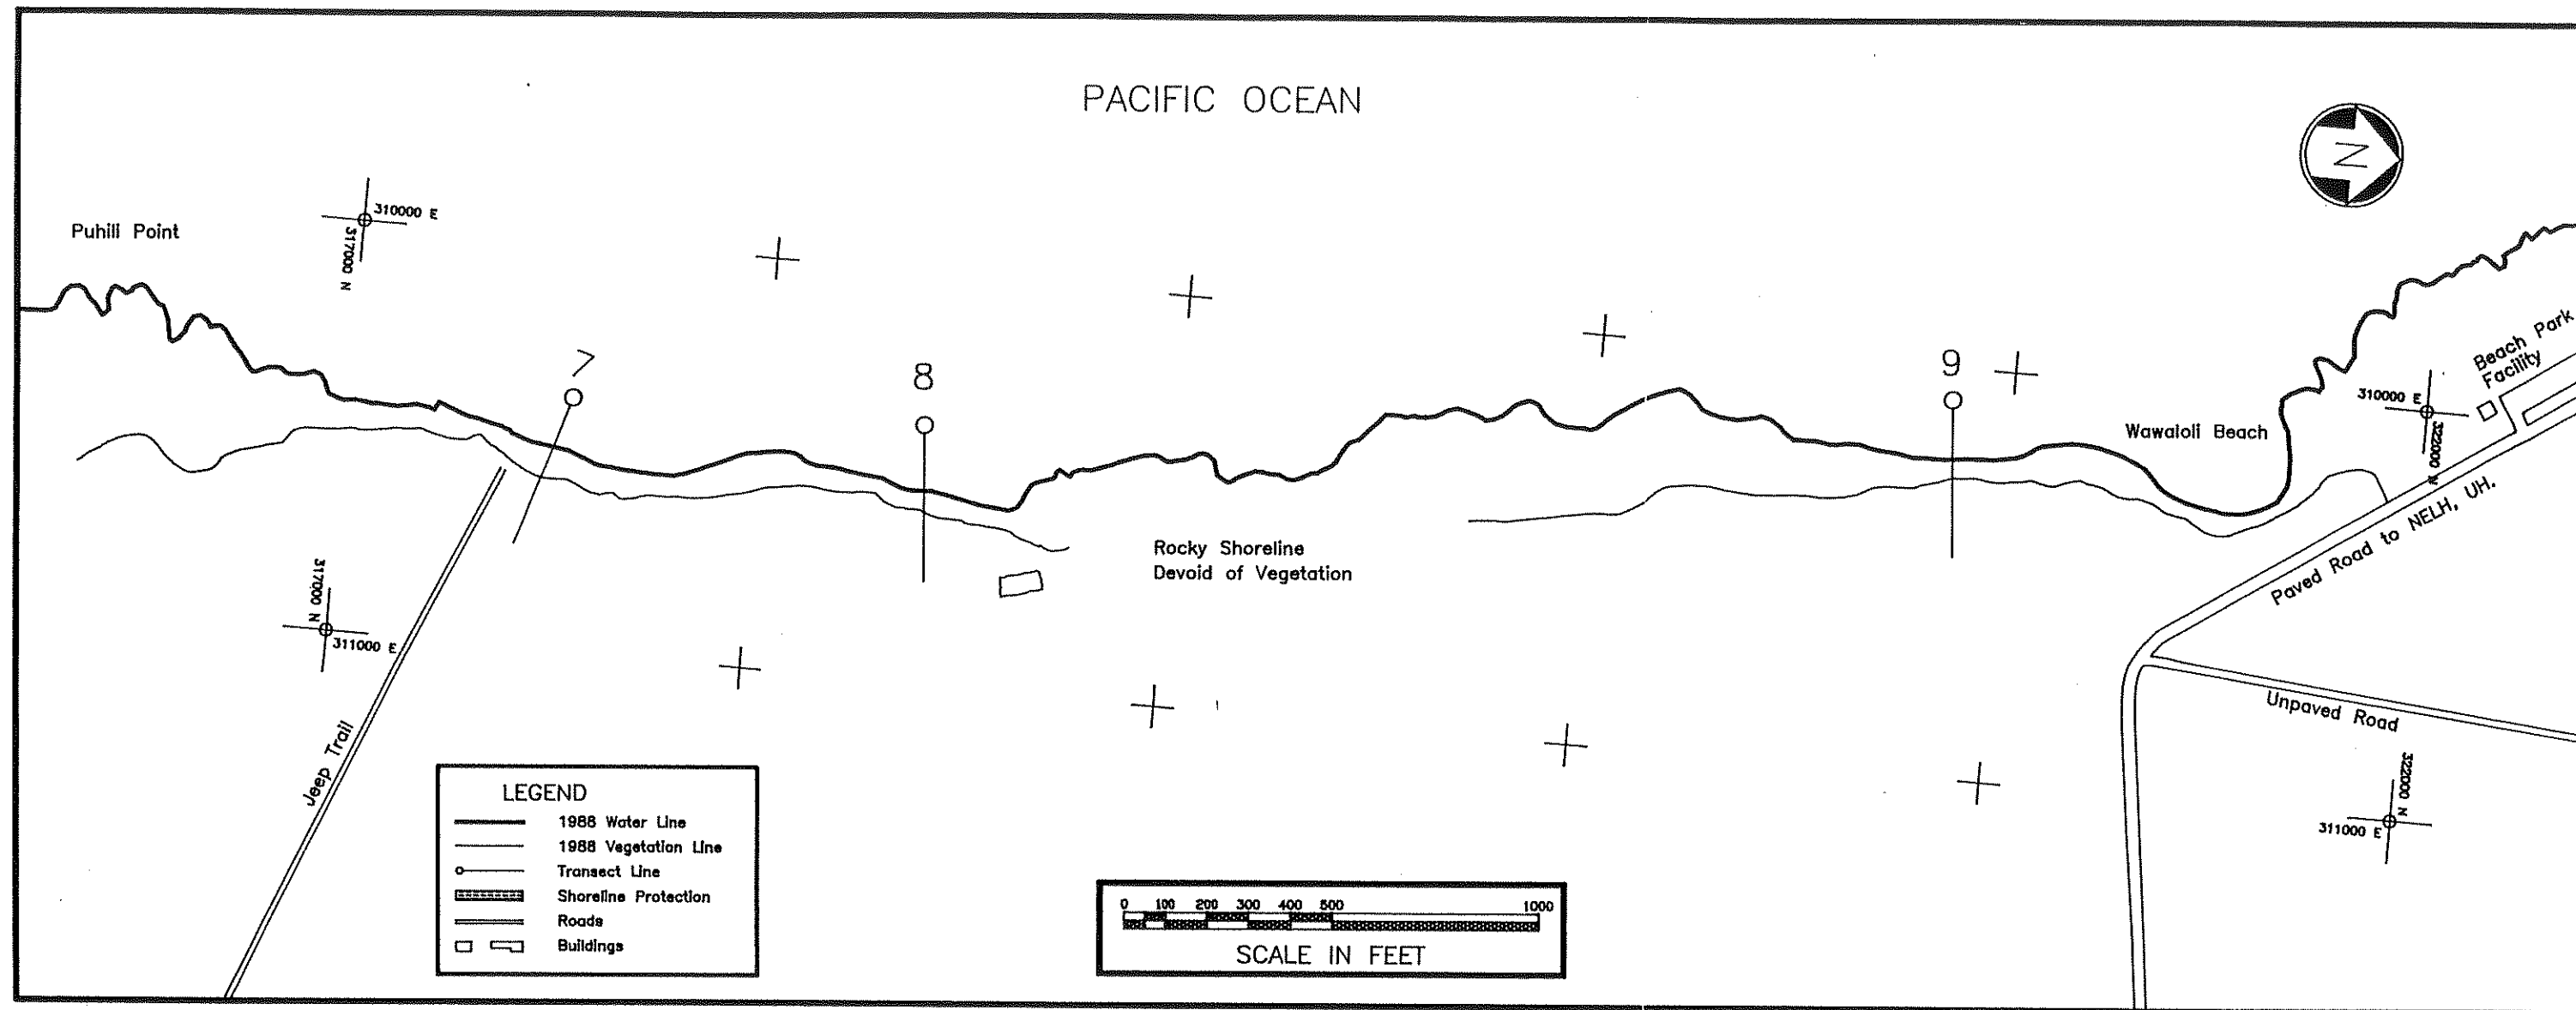 PACIFIC OCEAN
N
Puhili Point
310000 E
317000 N
7
8
9
Wawaloli Beach
310000 E
322000 N
Beach Park
Facility
Paved Road to NELH, UH.
Rocky Shoreline
Devoid of Vegetation
317000 N
311000 E
Jeep Trail
Unpaved Road
322000 N
311000 E
LEGEND
1988 Water Line
1988 Vegetation Line
Transect Line
Shoreline Protection
Roads
Buildings
0 100 200 300 400 500 1000
SCALE IN FEET